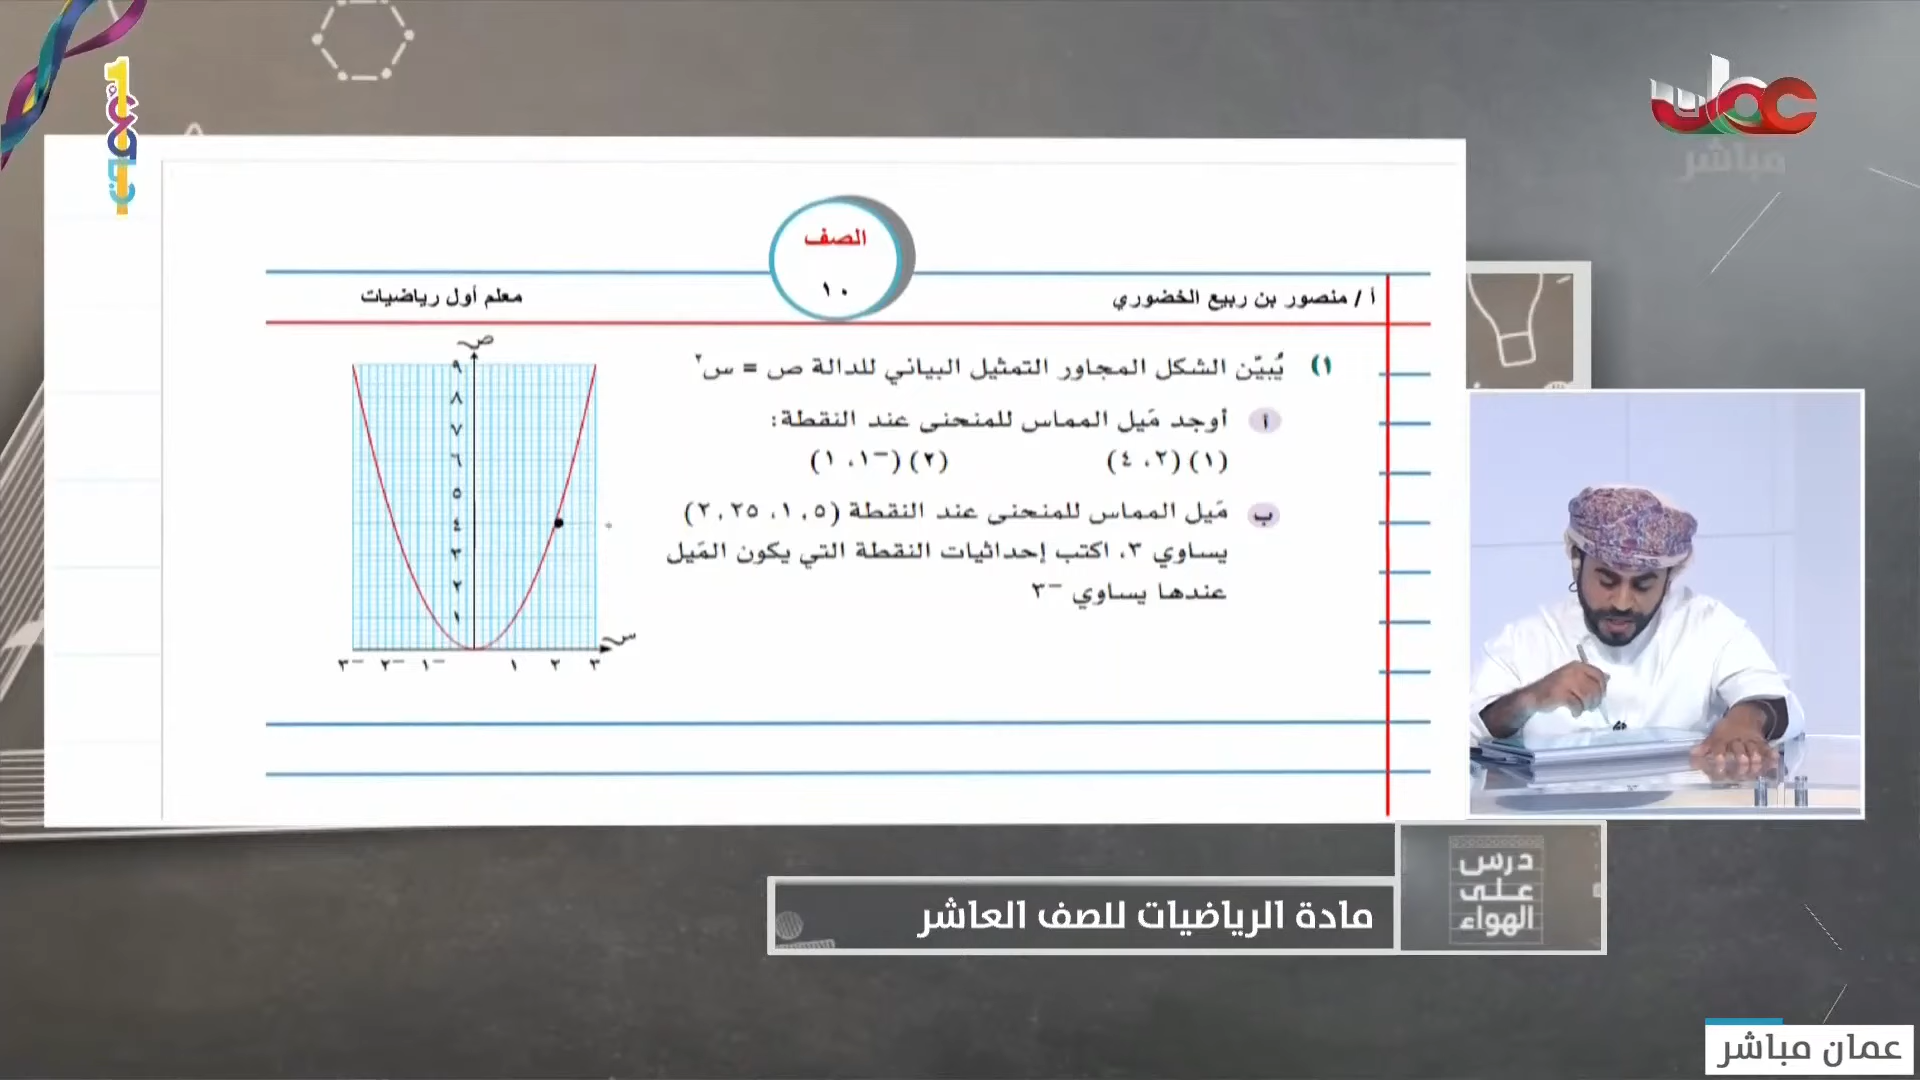 عمان
مباشر
الصف
١٠
أ / منصور بن ربيع الخضوري
معلم أول رياضيات
١) يُبيّن الشكل المجاور التمثيل البياني للدالة ص = س٢
أ أوجد مَيل المماس للمنحنى عند النقطة:
(١) (٢، ٤) (٢) (−١، ١)
ب مَيل المماس للمنحنى عند النقطة (١,٥، ٢,٢٥)
يساوي ٣، اكتب إحداثيات النقطة التي يكون المَيل
عندها يساوي −٣
ص
٩
٨
٧
٦
٥
٤
٣
٢
١
س
−٣ −٢ −١ ١ ٢ ٣
درس
على
الهواء
مادة الرياضيات للصف العاشر
عمان مباشر